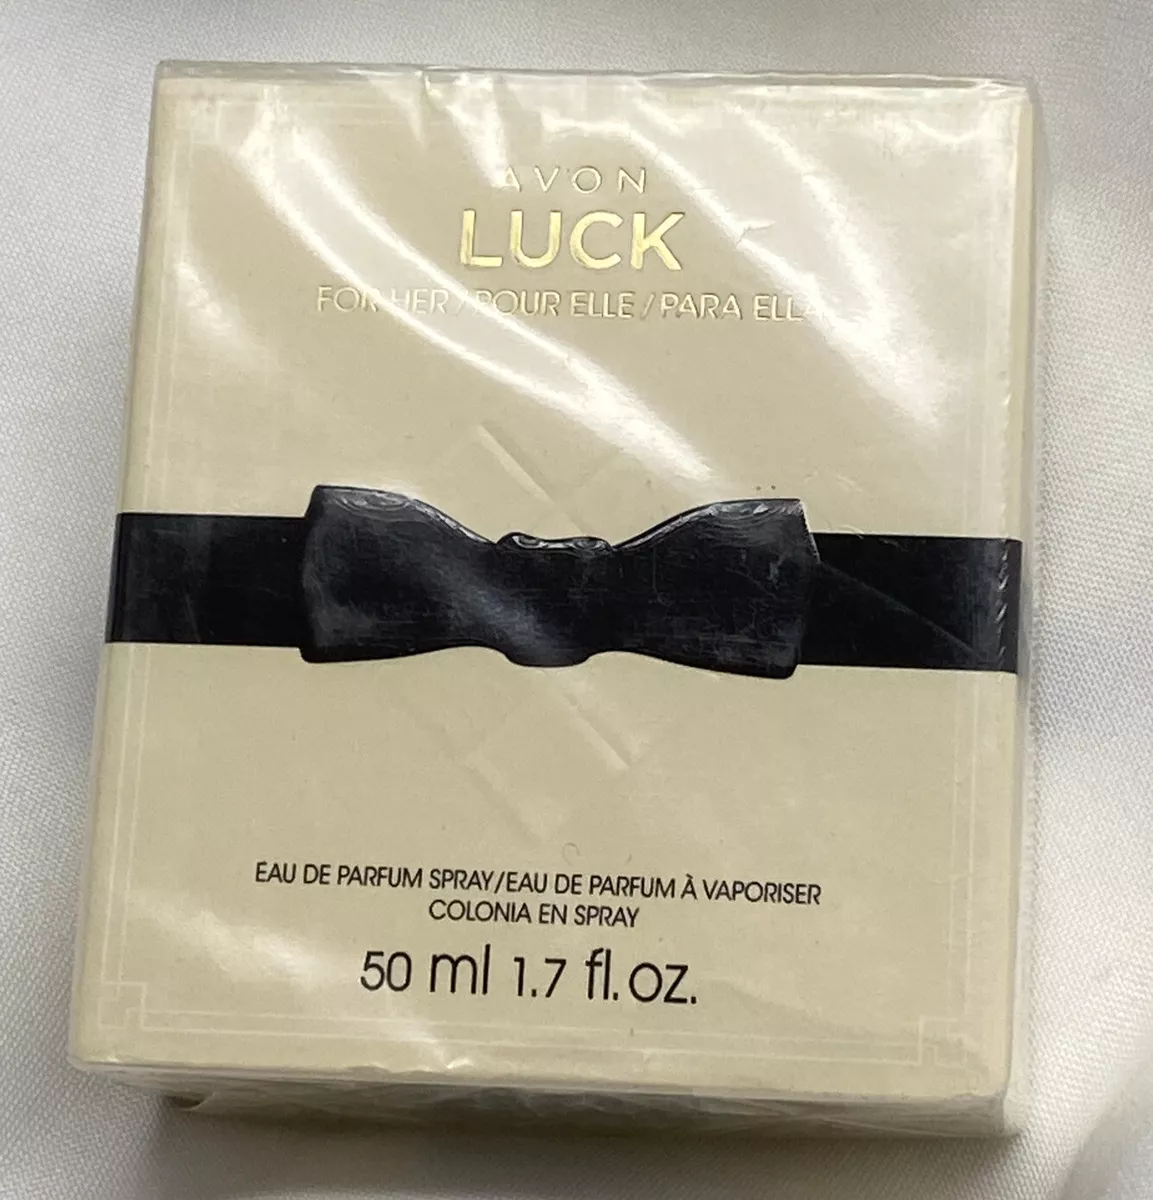 AVON
LUCK
FOR HER / POUR ELLE / PARA ELLA
EAU DE PARFUM SPRAY/EAU DE PARFUM À VAPORISER
COLONIA EN SPRAY
50 ml 1.7 fl.oz.